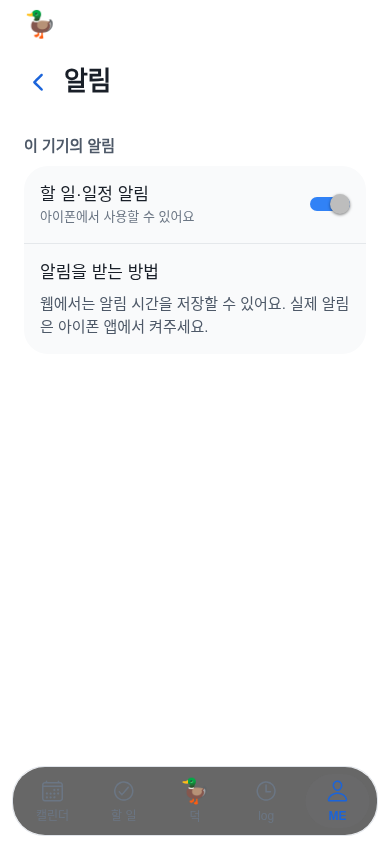 알림
이 기기의 알림
할 일·일정 알림
아이폰에서 사용할 수 있어요
알림을 받는 방법
웹에서는 알림 시간을 저장할 수 있어요. 실제 알림
은 아이폰 앱에서 켜주세요.
캘린더
할 일
덕
log
ME